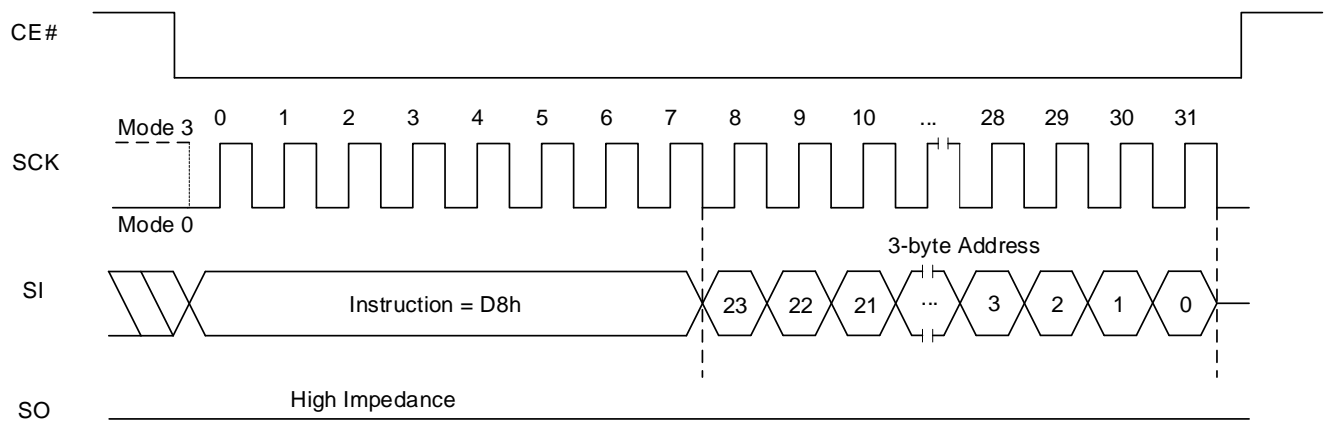 CE#
0 1 2 3 4 5 6 7 8 9 10 ... 28 29 30 31
Mode 3
SCK
Mode 0
3-byte Address
SI
Instruction = D8h 23 22 21 ... 3 2 1 0
High Impedance
SO